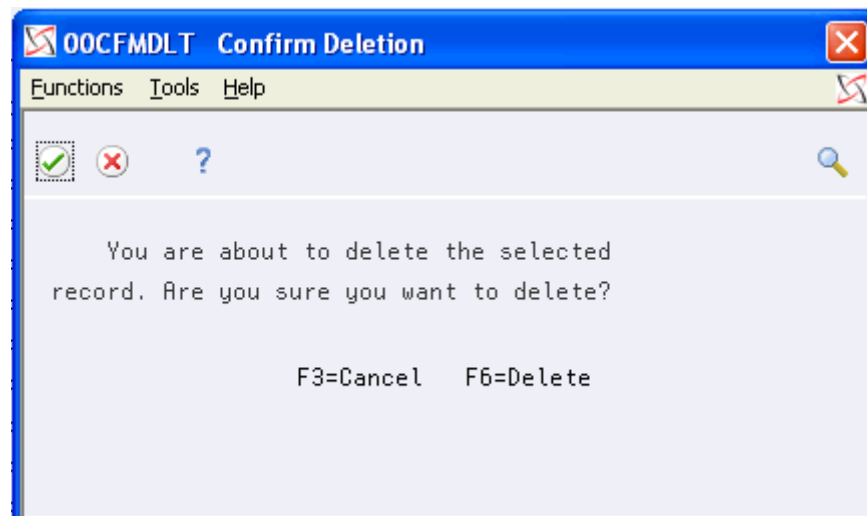 00CFMDLT Confirm Deletion
Functions Tools Help
?
You are about to delete the selected
record. Are you sure you want to delete?
F3=Cancel F6=Delete